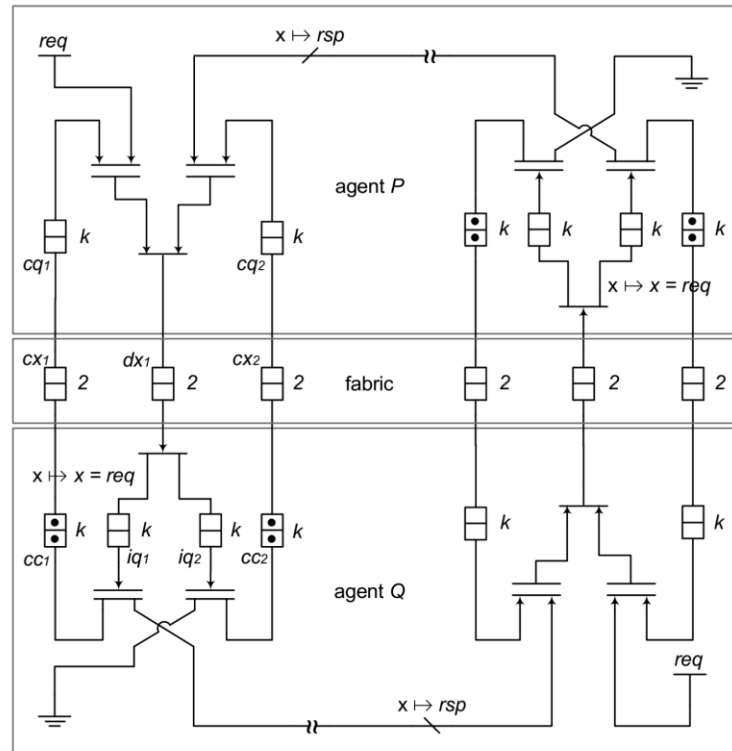 req
x ↦ rsp
agent P
k
k
k
k
k
k
cq1
cq2
x ↦ x = req
cx1
dx1
cx2
2
2
2
fabric
2
2
2
x ↦ x = req
k
k
k
k
k
k
cc1
iq1
iq2
cc2
agent Q
req
x ↦ rsp